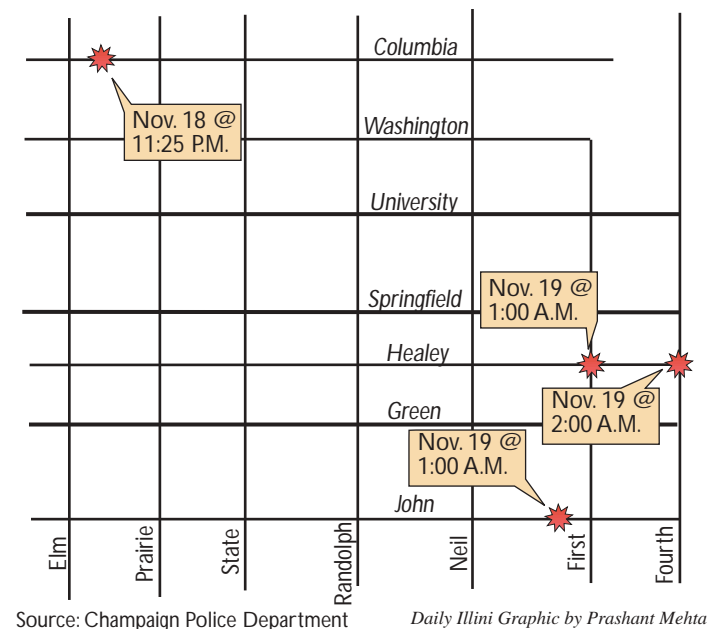 Columbia
Nov. 18 @
11:25 P.M.
Washington
University
Springfield
Nov. 19 @
1:00 A.M.
Healey
Nov. 19 @
2:00 A.M.
Green
Nov. 19 @
1:00 A.M.
John
Elm
Prairie
State
Randolph
Neil
First
Fourth
Source: Champaign Police Department
Daily Illini Graphic by Prashant Mehta